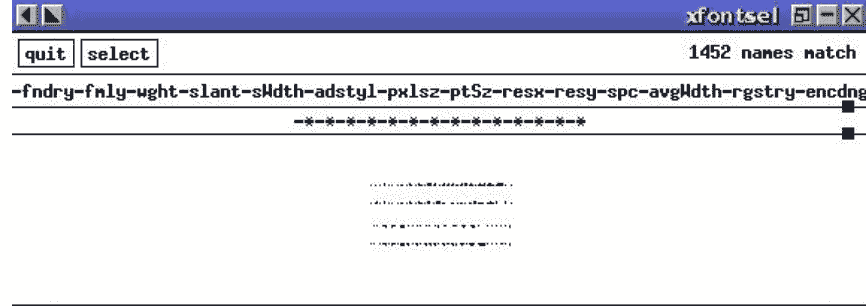 xfontsel
quit select 1452 names match
-fndry-fmly-wght-slant-sWdth-adstyl-pxlsz-ptSz-resx-resy-spc-avgWdth-rgstry-encdng
-*-*-*-*-*-*-*-*-*-*-*-*-*-*